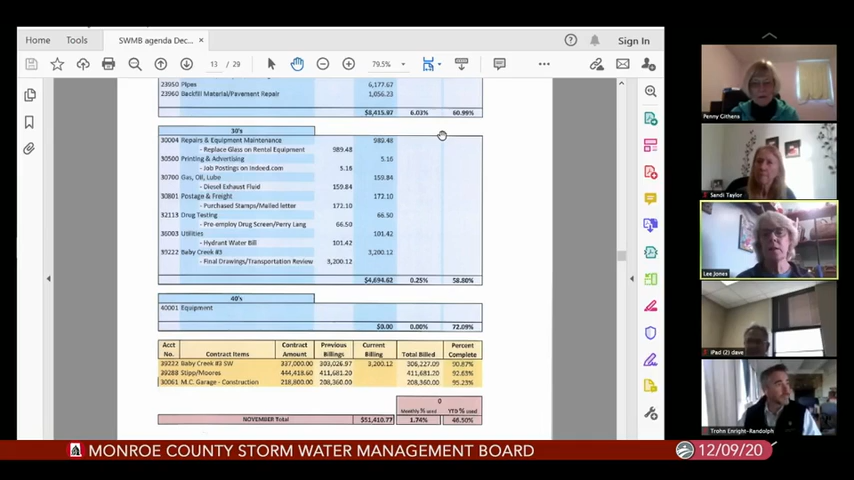 Home Tools SWMB agenda Dec... × Sign In
13 / 29 79.5%
23950 Pipes 6,177.67
23960 Backfill Material/Pavement Repair 1,056.23
$8,415.97 6.03% 60.99%
30's
30004 Repairs & Equipment Maintenance 989.48
- Replace Glass on Rental Equipment 989.48
30500 Printing & Advertising 5.16
- Job Postings on Indeed.com 5.16
30700 Gas, Oil, Lube 159.84
- Diesel Exhaust Fluid 159.84
30801 Postage & Freight 172.10
- Purchased Stamps/Mailed letter 172.10
32113 Drug Testing 66.50
- Pre-employ Drug Screen/Perry Lang 66.50
36003 Utilities 101.42
- Hydrant Water Bill 101.42
39222 Baby Creek #3 3,200.12
- Final Drawings/Transportation Review 3,200.12
$4,694.62 0.25% 58.80%
40's
40001 Equipment
$0.00 0.00% 72.09%
Acct No. Contract Items Contract Amount Previous Billings Current Billing Total Billed Percent Complete
39222 Baby Creek #3 SW 337,000.00 303,026.97 3,200.12 306,227.09 90.87%
39288 Stipp/Moores 444,418.60 411,681.20 411,681.20 92.63%
30061 M.C. Garage - Construction 218,800.00 208,360.00 208,360.00 95.23%
0
Monthly % used YTD % used
NOVEMBER Total $51,410.77 1.74% 46.50%
Penny Githens
Sandi Taylor
Lee Jones
iPad (2) dave
Trohn Enright-Randolph
MONROE COUNTY STORM WATER MANAGEMENT BOARD 12/09/20